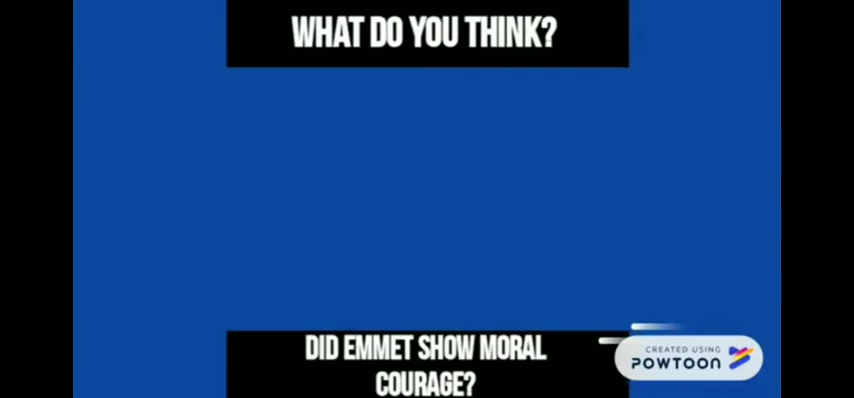 WHAT DO YOU THINK?
DID EMMET SHOW MORAL
COURAGE?
CREATED USING
POWTOON